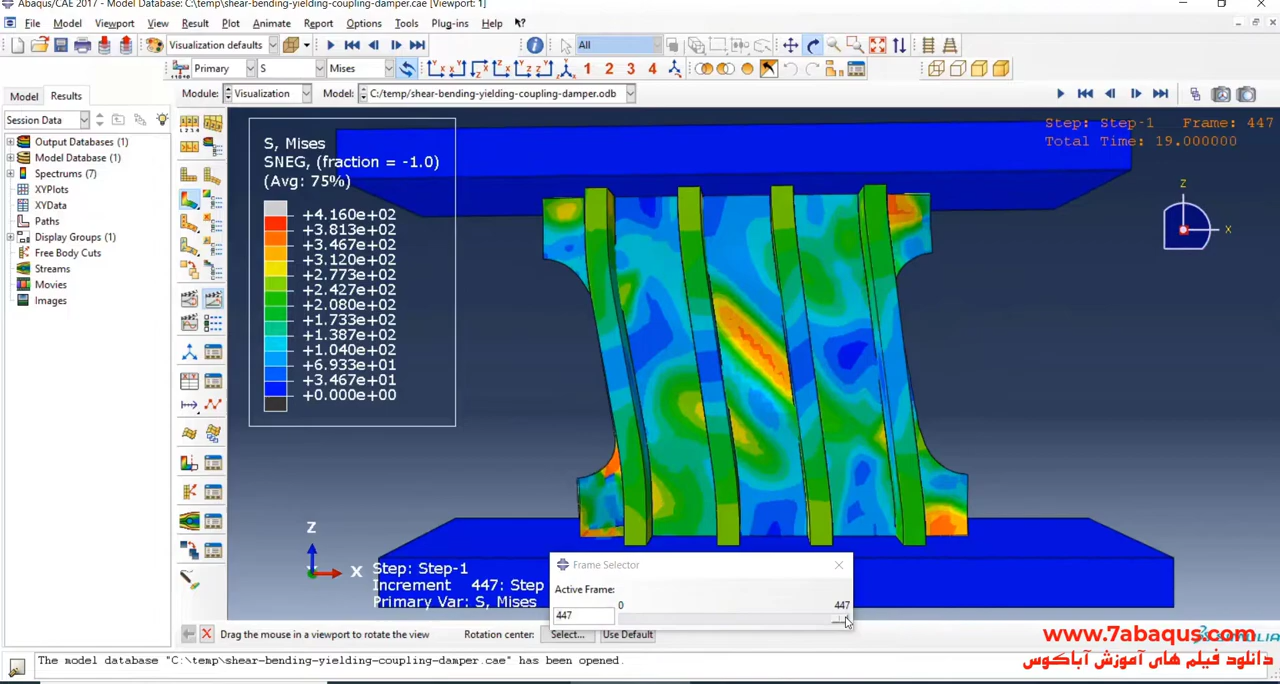 Abaqus/CAE 2017 - Model Database: C:\temp\shear-bending-yielding-coupling-damper.cae [Viewport: 1]
File Model Viewport View Result Plot Animate Report Options Tools Plug-ins Help
Visualization defaults All
Primary S Mises 1 2 3 4
Model Results Module: Visualization Model: C:/temp/shear-bending-yielding-coupling-damper.odb
Session Data
Output Databases (1)
Model Database (1)
Spectrums (7)
XYPlots
XYData
Paths
Display Groups (1)
Free Body Cuts
Streams
Movies
Images
S, Mises
SNEG, (fraction = -1.0)
(Avg: 75%)
+4.160e+02
+3.813e+02
+3.467e+02
+3.120e+02
+2.773e+02
+2.427e+02
+2.080e+02
+1.733e+02
+1.387e+02
+1.040e+02
+6.933e+01
+3.467e+01
+0.000e+00
Step: Step-1 Frame: 447
Total Time: 19.000000
Z
X
Z
X
Step: Step-1
Increment 447: Step
Primary Var: S, Mises
Frame Selector
Active Frame:
0 447
447
Drag the mouse in a viewport to rotate the view Rotation center: Select... Use Default
www.7abaqus.com
دانلود فیلم های آموزش آباکوس
The model database "C:\temp\shear-bending-yielding-coupling-damper.cae" has been opened.